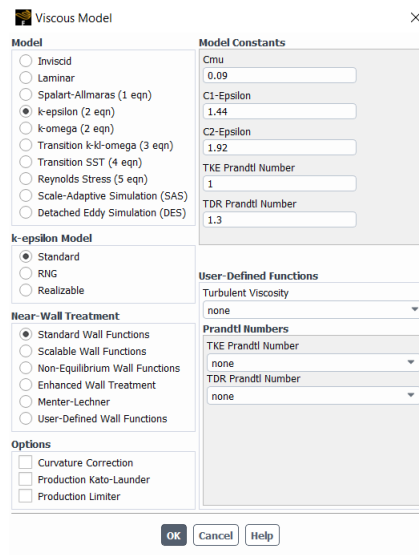 Viscous Model
Model
Inviscid
Laminar
Spalart-Allmaras (1 eqn)
k-epsilon (2 eqn)
k-omega (2 eqn)
Transition k-kl-omega (3 eqn)
Transition SST (4 eqn)
Reynolds Stress (5 eqn)
Scale-Adaptive Simulation (SAS)
Detached Eddy Simulation (DES)
k-epsilon Model
Standard
RNG
Realizable
Near-Wall Treatment
Standard Wall Functions
Scalable Wall Functions
Non-Equilibrium Wall Functions
Enhanced Wall Treatment
Menter-Lechner
User-Defined Wall Functions
Options
Curvature Correction
Production Kato-Launder
Production Limiter
Model Constants
Cmu
0.09
C1-Epsilon
1.44
C2-Epsilon
1.92
TKE Prandtl Number
1
TDR Prandtl Number
1.3
User-Defined Functions
Turbulent Viscosity
none
Prandtl Numbers
TKE Prandtl Number
none
TDR Prandtl Number
none
OK Cancel Help